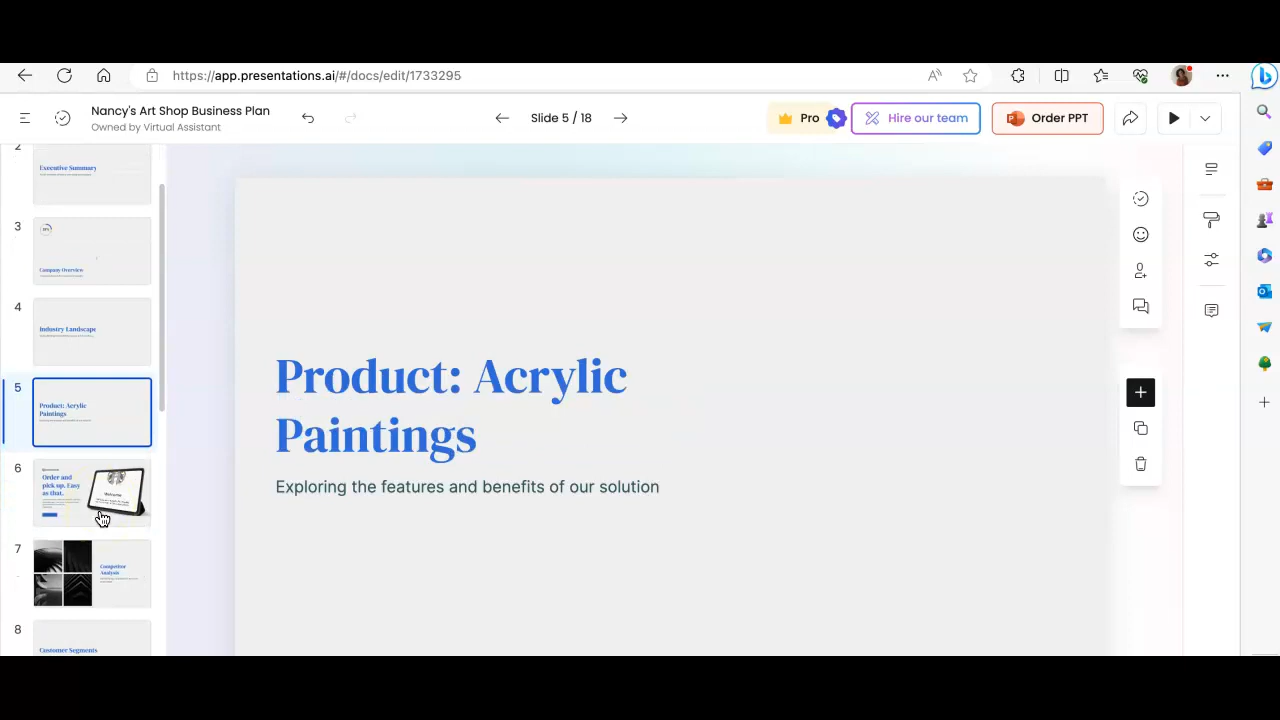 https://app.presentations.ai/#/docs/edit/1733295
Nancy's Art Shop Business Plan
Owned by Virtual Assistant
Slide 5 / 18
Pro
Hire our team
Order PPT
2
Executive Summary
3
Company Overview
4
Industry Landscape
5
Product: Acrylic
Paintings
6
Order and
pick up. Easy
as that.
Welcome
7
Competitor
Analysis
8
Customer Segments
Product: Acrylic
Paintings
Exploring the features and benefits of our solution